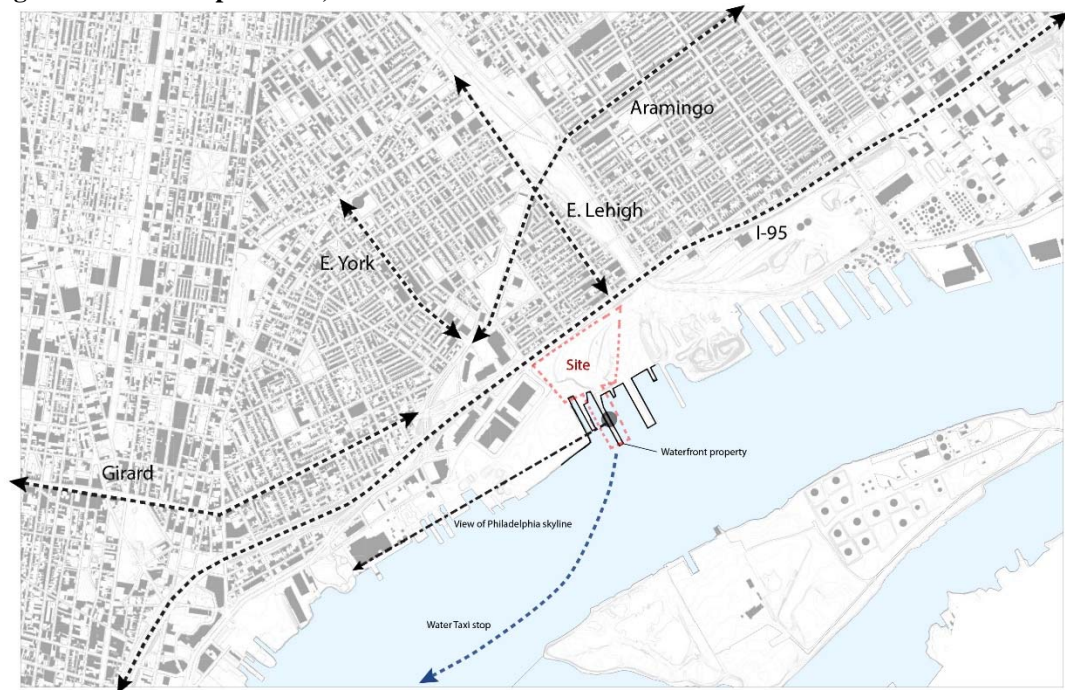 Aramingo
E. Lehigh
I-95
E. York
Site
Waterfront property
Girard
View of Philadelphia skyline
Water Taxi stop